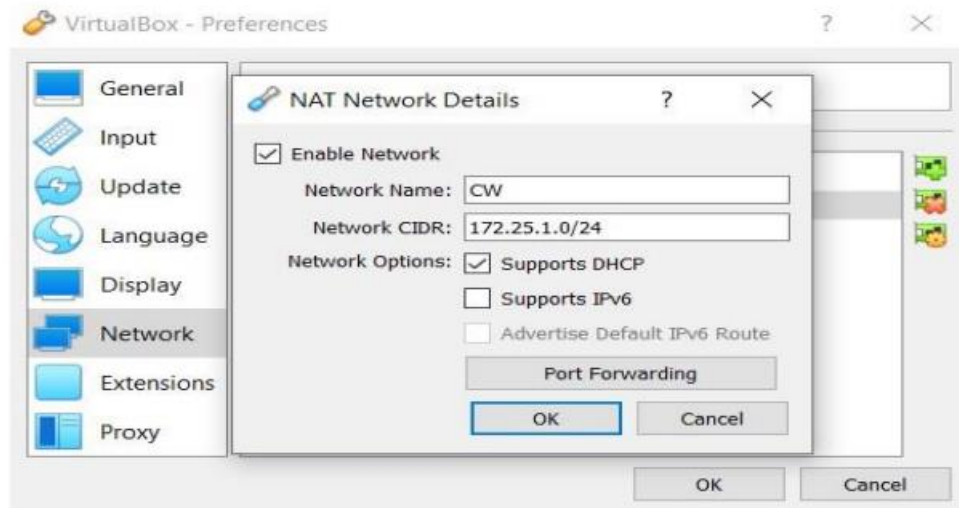 VirtualBox - Preferences ? ×
General
Input
Update
Language
Display
Network
Extensions
Proxy
NAT Network Details ? ×
Enable Network
Network Name: CW
Network CIDR: 172.25.1.0/24
Network Options: Supports DHCP
Supports IPv6
Advertise Default IPv6 Route
Port Forwarding
OK Cancel
OK Cancel